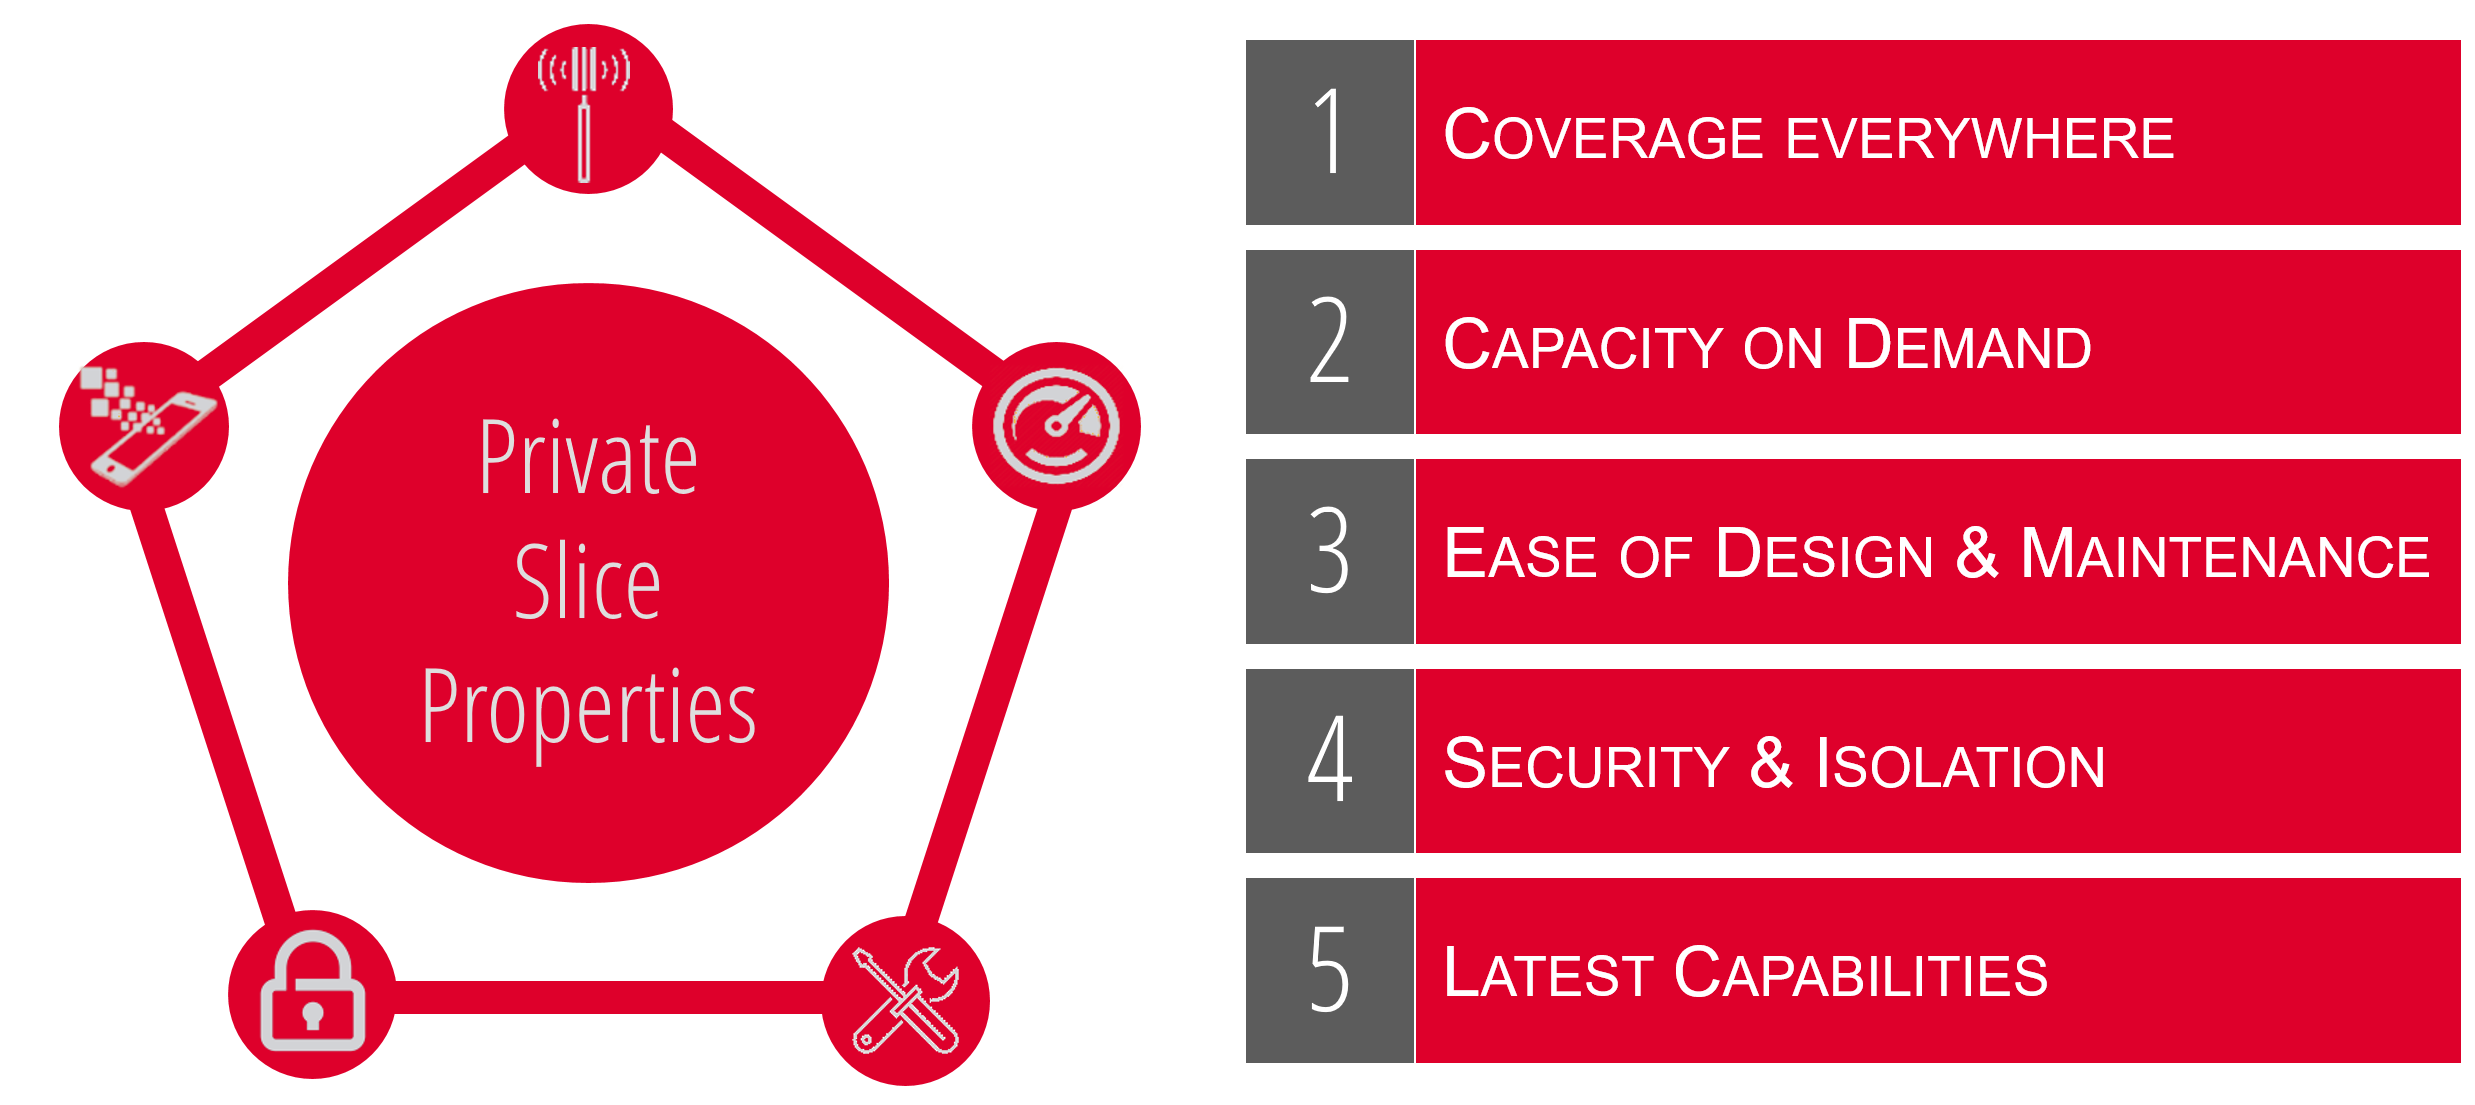 Private
Slice
Properties
1
COVERAGE EVERYWHERE
2
CAPACITY ON DEMAND
3
EASE OF DESIGN & MAINTENANCE
4
SECURITY & ISOLATION
5
LATEST CAPABILITIES